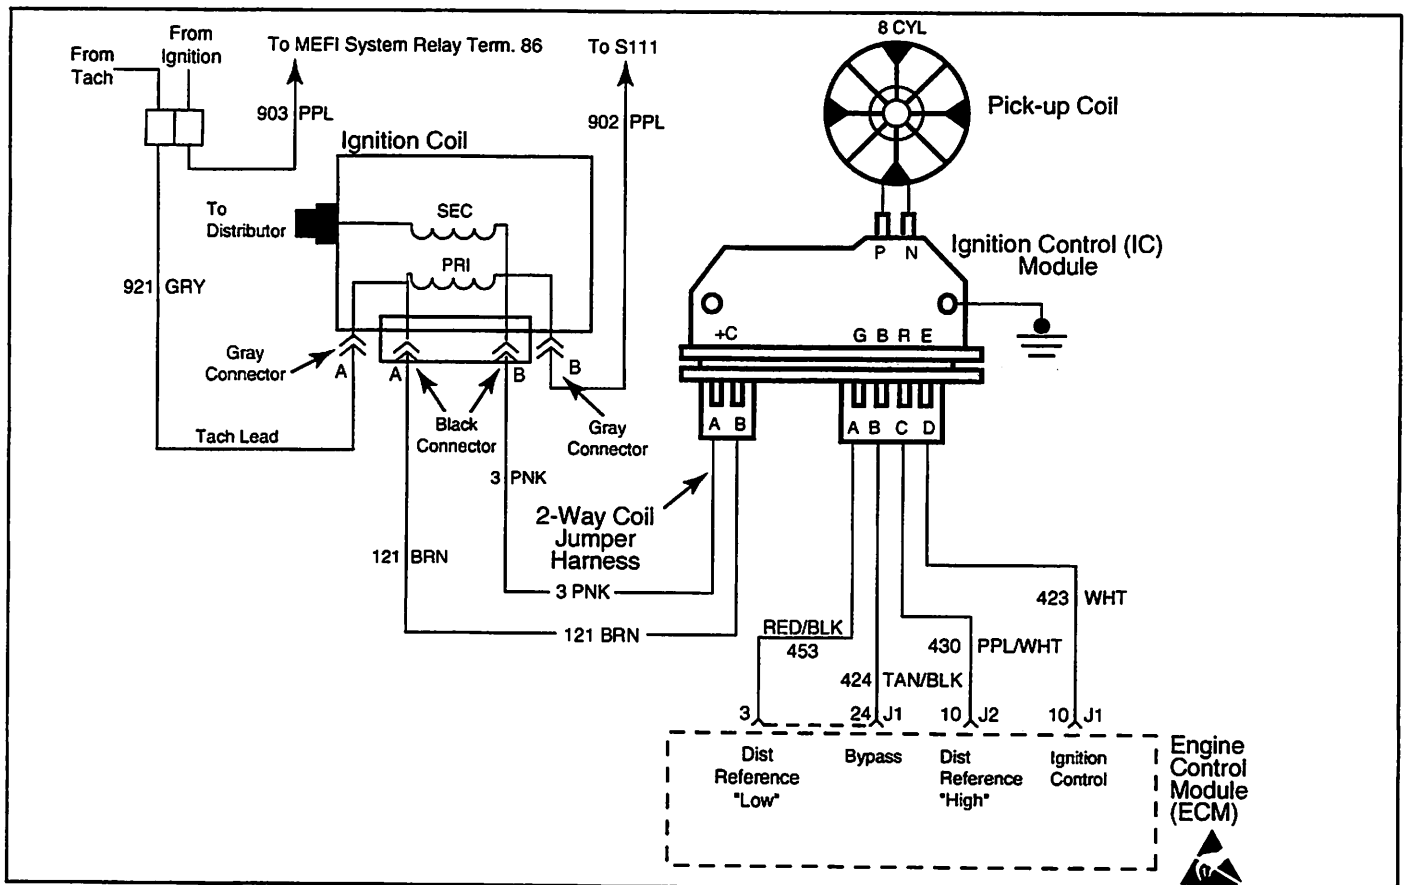 8 CYL
From
Tach
From
Ignition
To MEFI System Relay Term. 86
To S111
903 PPL
902 PPL
Pick-up Coil
Ignition Coil
To
Distributor
SEC
PRI
921 GRY
P N
Ignition Control (IC)
Module
+C
G B R E
Gray
Connector
A
A
B
B
Black
Connector
Gray
Connector
A B
A B C D
Tach Lead
3 PNK
2-Way Coil
Jumper
Harness
121 BRN
3 PNK
121 BRN
423 WHT
RED/BLK
453
430 PPL/WHT
424 TAN/BLK
3
24 J1
10 J2
10 J1
Dist
Reference
"Low"
Bypass
Dist
Reference
"High"
Ignition
Control
Engine
Control
Module
(ECM)